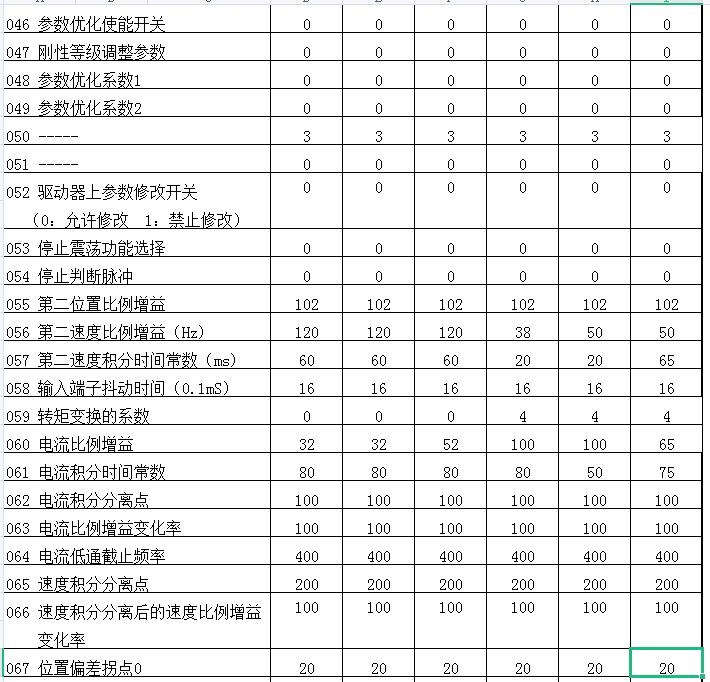 046 参数优化使能开关 0 0 0 0 0 0
047 刚性等级调整参数 0 0 0 0 0 0
048 参数优化系数1 0 0 0 0 0 0
049 参数优化系数2 0 0 0 0 0 0
050 ----- 3 3 3 3 3 3
051 ----- 0 0 0 0 0 0
052 驱动器上参数修改开关 0 0 0 0 0 0
（0：允许修改 1：禁止修改）
053 停止震荡功能选择 0 0 0 0 0 0
054 停止判断脉冲 0 0 0 0 0 0
055 第二位置比例增益 102 102 102 102 102 102
056 第二速度比例增益（Hz） 120 120 120 38 50 50
057 第二速度积分时间常数（ms） 60 60 60 20 20 65
058 输入端子抖动时间（0.1mS） 16 16 16 16 16 16
059 转矩变换的系数 0 0 0 4 4 4
060 电流比例增益 32 32 52 100 100 65
061 电流积分时间常数 80 80 80 80 50 75
062 电流积分分离点 100 100 100 100 100 100
063 电流比例增益变化率 100 100 100 100 100 100
064 电流低通截止频率 400 400 400 400 400 400
065 速度积分分离点 200 200 200 200 200 200
066 速度积分分离后的速度比例增益 100 100 100 100 100 100
变化率
067 位置偏差拐点0 20 20 20 20 20 20